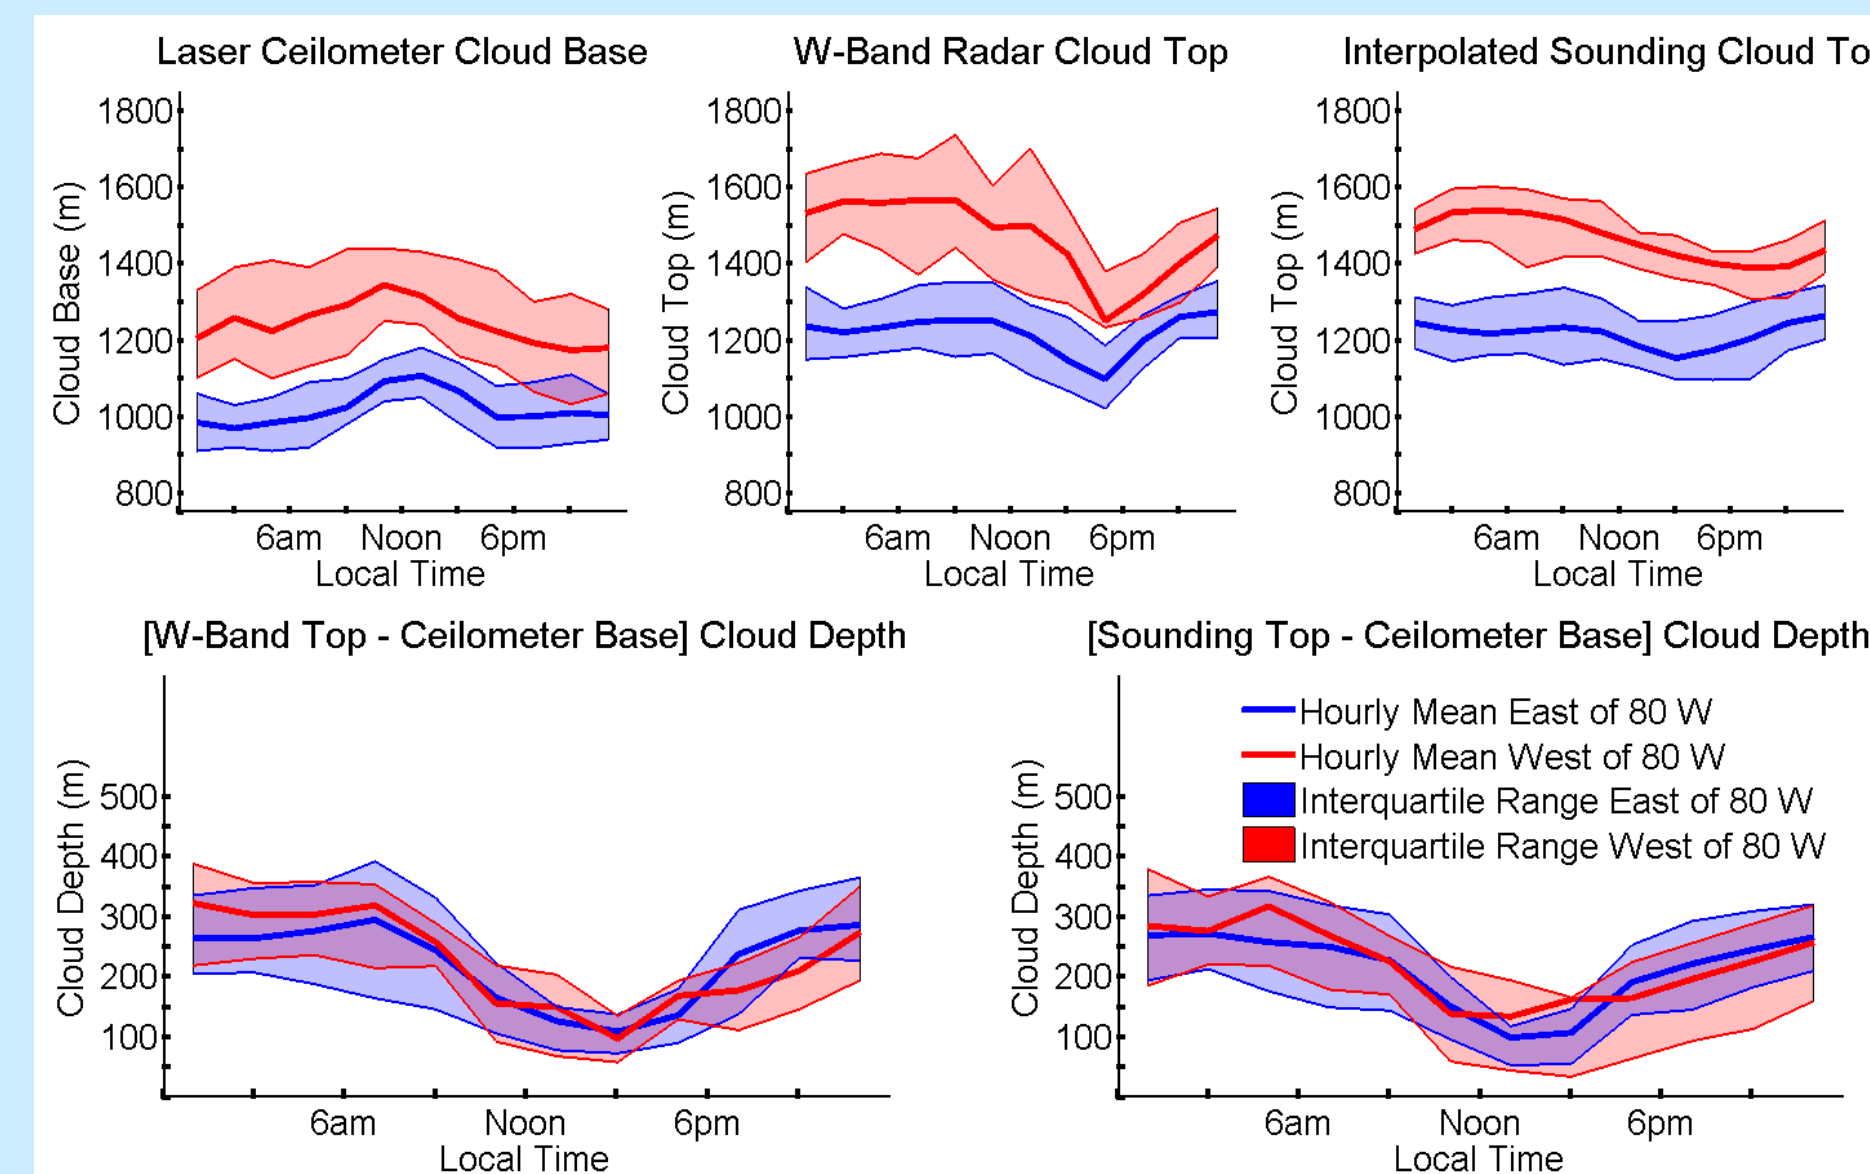 Laser Ceilometer Cloud Base
1800
1600
1400
1200
1000
800
Cloud Base (m)
6am Noon 6pm
Local Time
W-Band Radar Cloud Top
1800
1600
1400
1200
1000
800
Cloud Top (m)
6am Noon 6pm
Local Time
Interpolated Sounding Cloud To
1800
1600
1400
1200
1000
800
Cloud Top (m)
6am Noon 6pm
Local Time
[W-Band Top - Ceilometer Base] Cloud Depth
500
400
300
200
100
Cloud Depth (m)
6am Noon 6pm
Local Time
[Sounding Top - Ceilometer Base] Cloud Depth
Hourly Mean East of 80 W
Hourly Mean West of 80 W
Interquartile Range East of 80 W
Interquartile Range West of 80 W
500
400
300
200
100
Cloud Depth (m)
6am Noon 6pm
Local Time